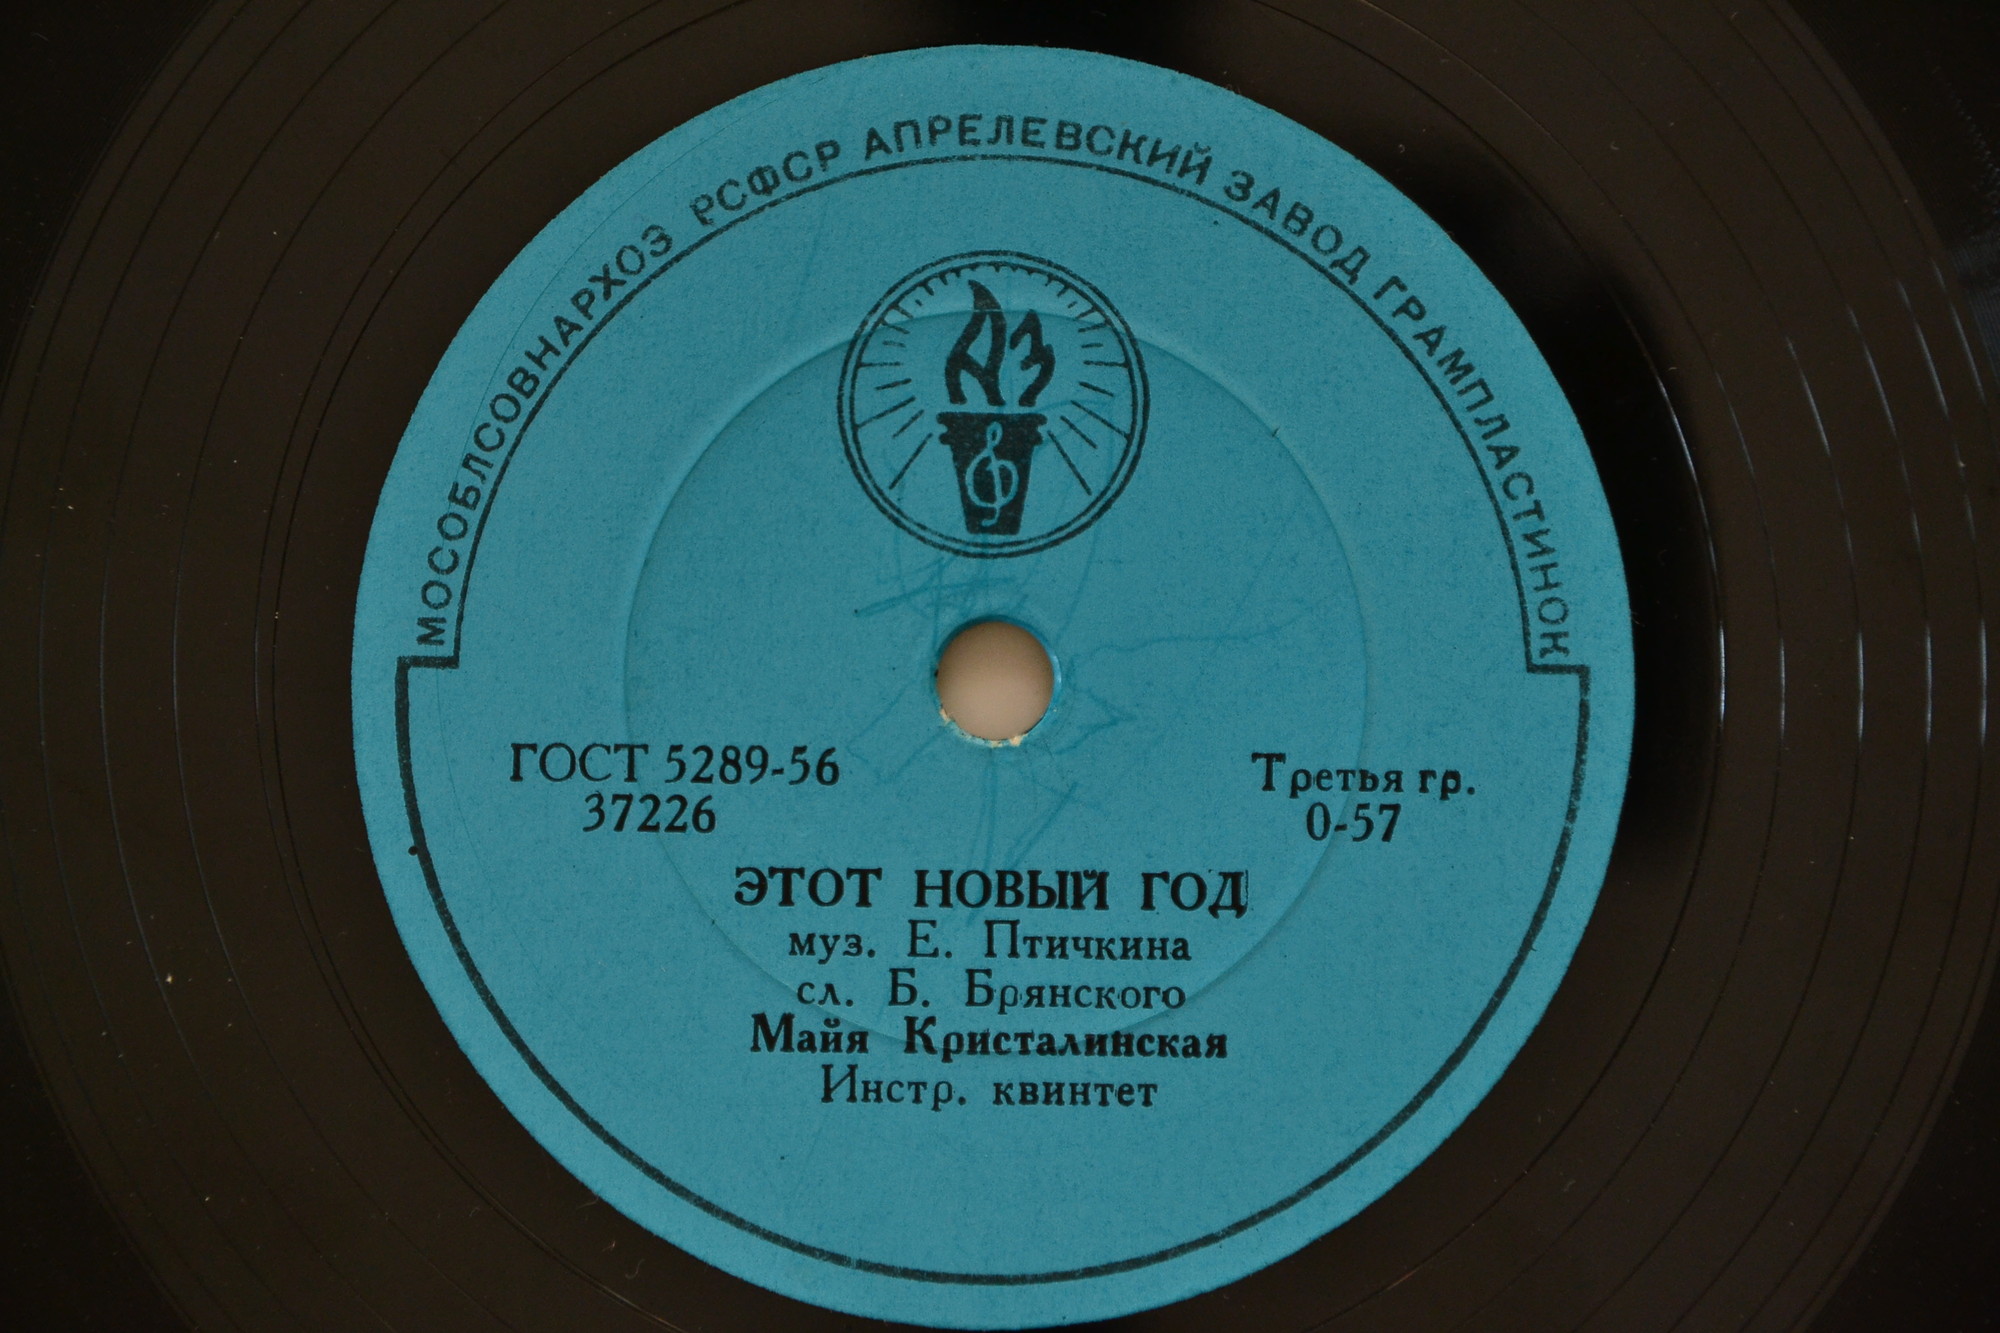 МОСОБЛСОВНАРХОЗ РСФСР АПРЕЛЕВСКИЙ ЗАВОД ГРАМПЛАСТИНОК
АЗ
ГОСТ 5289-56
37226
Третья гр.
0-57
ЭТОТ НОВЫЙ ГОД
муз. Е. Птичкина
сл. Б. Брянского
Майя Кристалинская
Инстр. квинтет